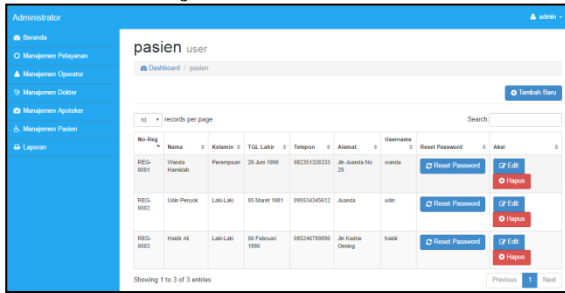 Administrator
admin
Beranda
Manajemen Pelayanan
Manajemen Operator
Manajemen Dokter
Manajemen Apoteker
Manajemen Pasien
Laporan
pasien user
Dashboard / pasien
Tambah Baru
10 records per page
Search:
No-Reg Nama Kelamin TGL Lahir Telepon Alamat Username Reset Password Aksi
REG-0001 Wanda Hamidah Perempuan 26 Juni 1990 082351326333 Jln Juanda No 29 wanda Reset Password Edit Hapus
REG-0002 Udin Penyok Laki-Laki 05 Maret 1981 095534345612 Juanda udin Reset Password Edit Hapus
REG-0003 Haidir Ali Laki-Laki 06 Februari 1990 085246789890 Jln Kadrie Oening haidir Reset Password Edit Hapus
Showing 1 to 3 of 3 entries
Previous 1 Next